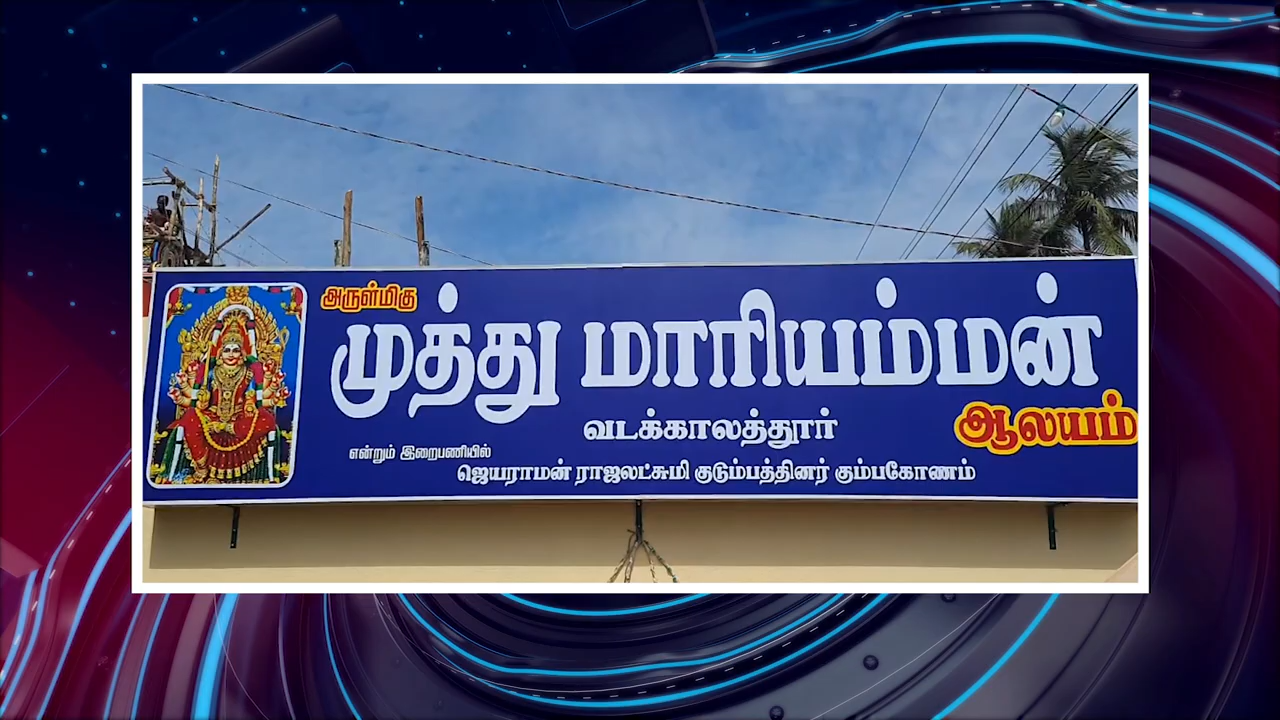 அருள்மிகு
முத்து மாரியம்மன்
ஆலயம்
வடக்காலத்தூர்
என்றும் இறைபணியில்
ஜெயராமன் ராஜலட்சுமி குடும்பத்தினர் கும்பகோணம்